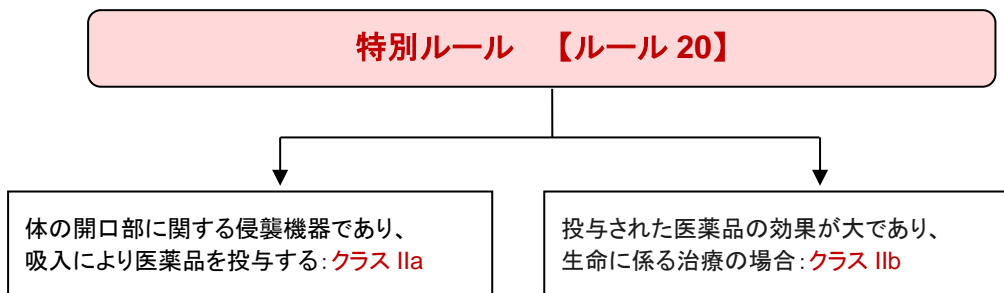 特別ルール　【ルール 20】
体の開口部に関する侵襲機器であり、
吸入により医薬品を投与する：クラス IIa
投与された医薬品の効果が大であり、
生命に係る治療の場合：クラス IIb